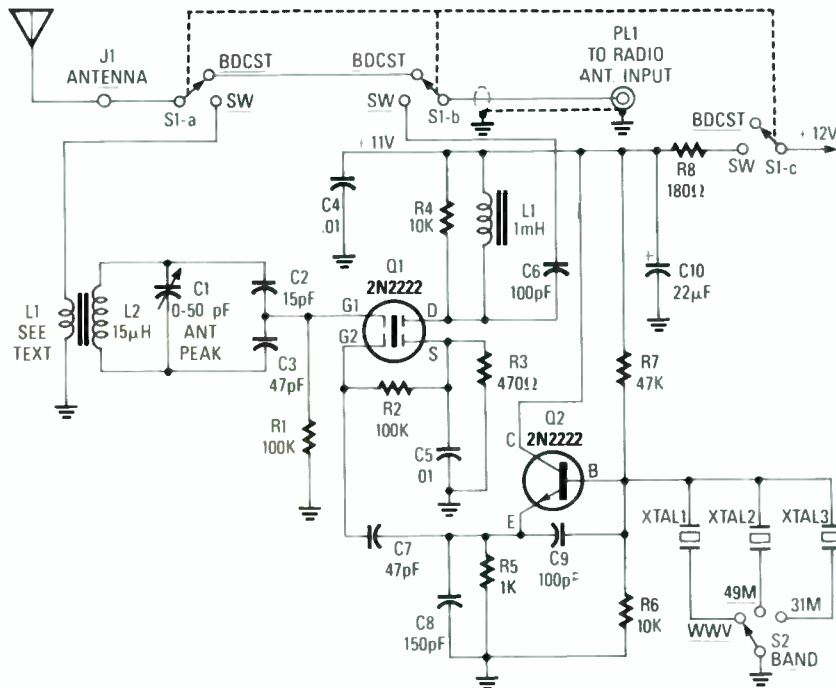 J1
ANTENNA
BDCST
SW
S1-a
BDCST
SW
S1-b
PL1
TO RADIO
ANT. INPUT
BDCST
SW
S1-c
+ 12V
+ 11V
R8
180Ω
C4
.01
R4
10K
L1
1mH
C6
100pF
C10
22µF
+
Q1
2N2222
G1
G2
D
S
L1
SEE
TEXT
L2
15µH
C1
0-50 pF
ANT
PEAK
C2
15pF
C3
47pF
R1
100K
R2
100K
R3
470Ω
C5
.01
R7
47K
Q2
2N2222
C
B
E
C7
47pF
C8
150pF
R5
1K
C9
100pF
R6
10K
XTAL1
XTAL2
XTAL3
WWV
49M
31M
S2
BAND